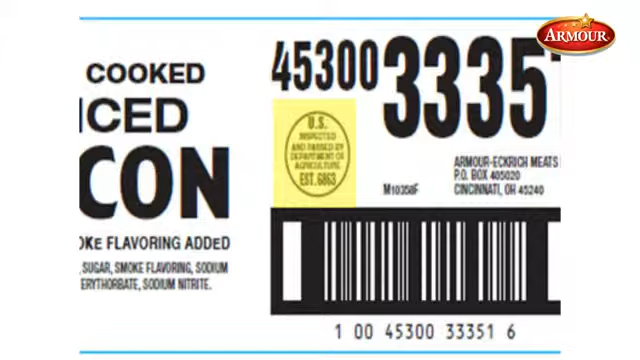 ARMOUR
COOKED
ICED
CON
OKE FLAVORING ADDED
, SUGAR, SMOKE FLAVORING, SODIUM
ERYTHORBATE, SODIUM NITRITE.
45300 3335
U.S.
INSPECTED
AND PASSED BY
DEPARTMENT OF
AGRICULTURE
EST. 6863
M10358F
ARMOUR-ECKRICH MEATS
P.O. BOX 405020
CINCINNATI, OH 45240
1 00 45300 33351 6